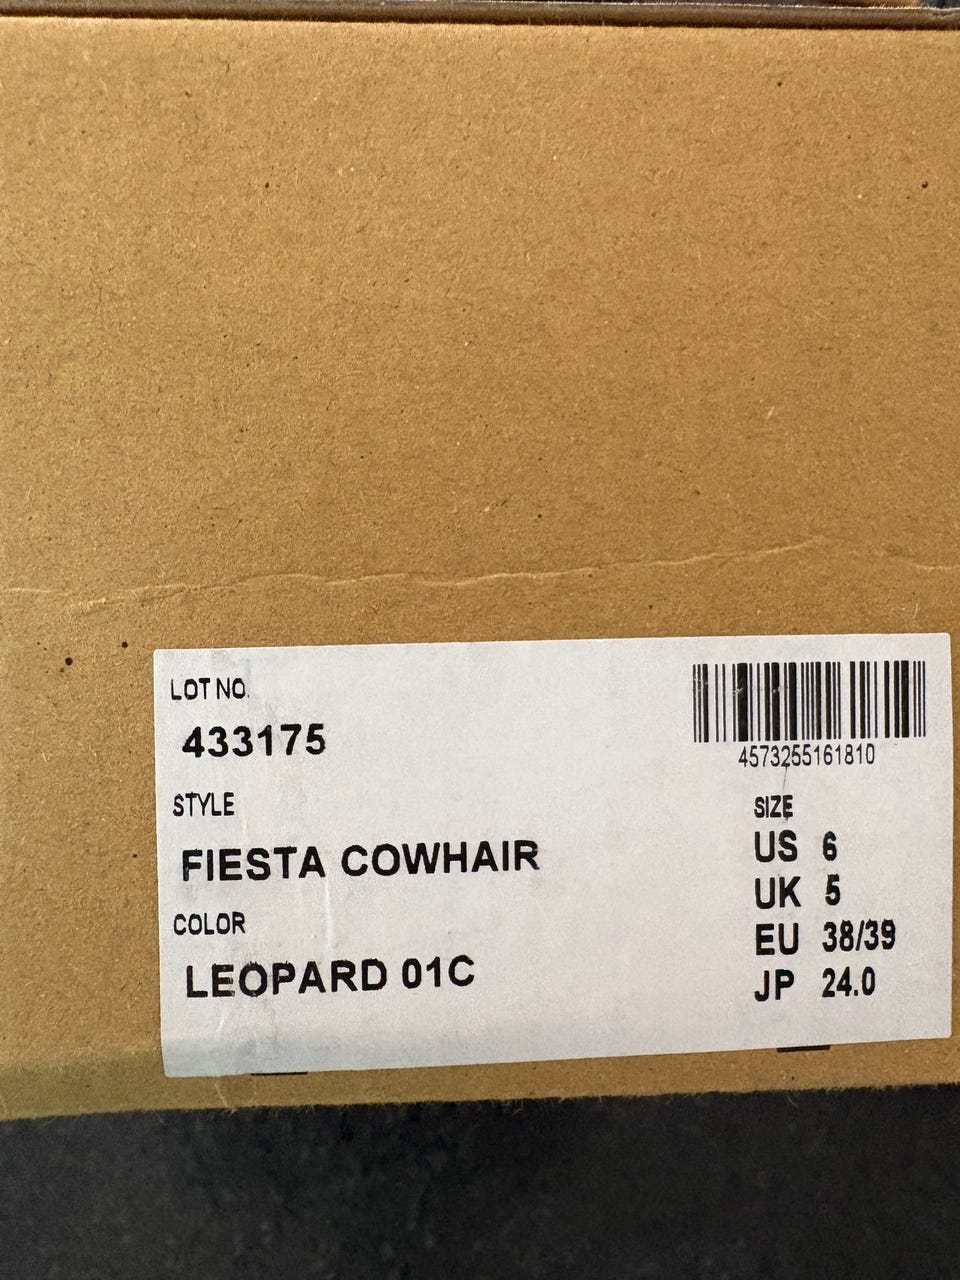 LOT NO.
433175
STYLE
FIESTA COWHAIR
COLOR
LEOPARD 01C
4573255161810
SIZE
US 6
UK 5
EU 38/39
JP 24.0